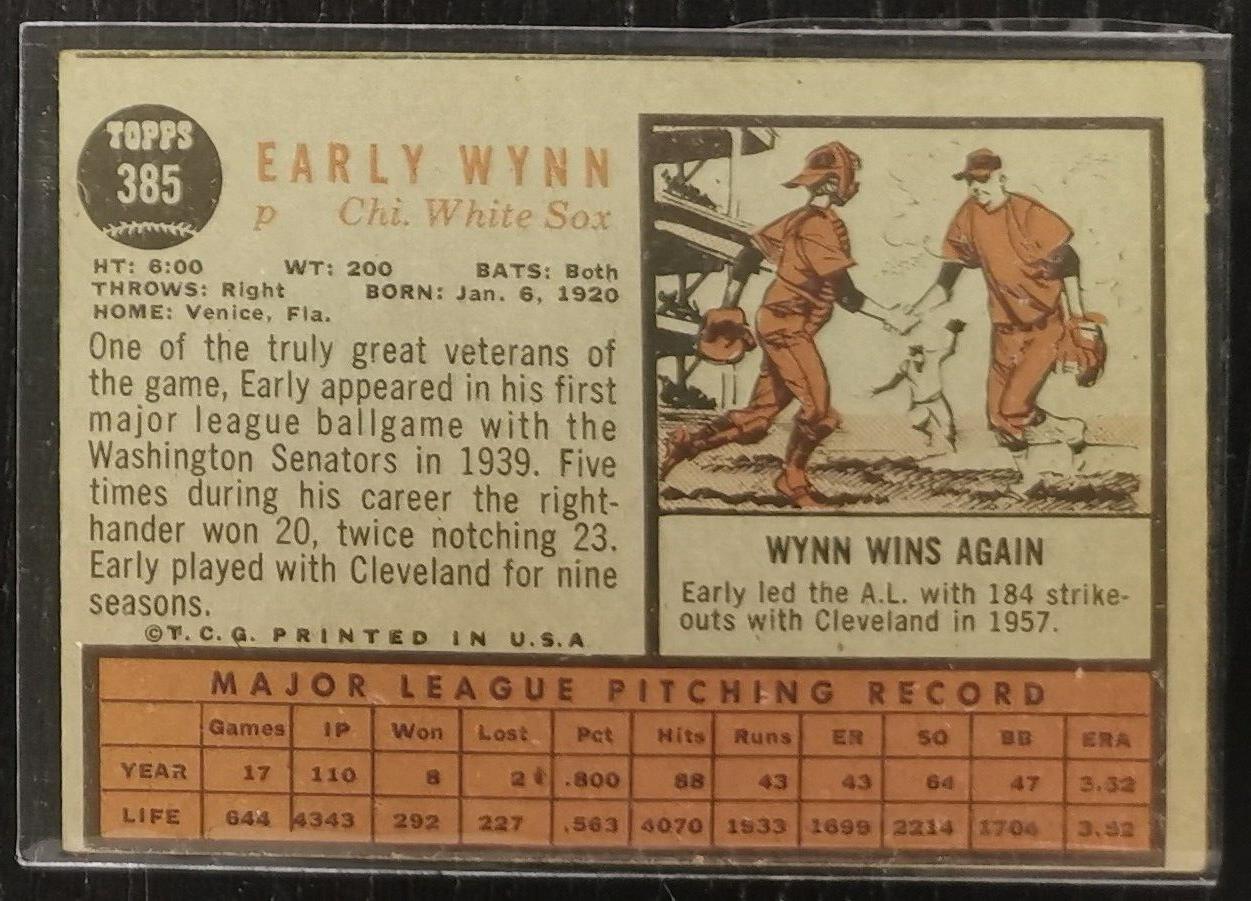 TOPPS
385
EARLY WYNN
p Chi. White Sox
HT: 6:00 WT: 200 BATS: Both
THROWS: Right BORN: Jan. 6, 1920
HOME: Venice, Fla.
One of the truly great veterans of
the game, Early appeared in his first
major league ballgame with the
Washington Senators in 1939. Five
times during his career the right-
hander won 20, twice notching 23.
Early played with Cleveland for nine
seasons.
©T. C. G. PRINTED IN U.S.A
WYNN WINS AGAIN
Early led the A.L. with 184 strike-
outs with Cleveland in 1957.
MAJOR LEAGUE PITCHING RECORD
Games IP Won Lost Pct Hits Runs ER SO BB ERA
YEAR 17 110 8 2 .800 88 43 43 64 47
LIFE 644 4343 292 227 .563 4070 1933 1699 2214 1704